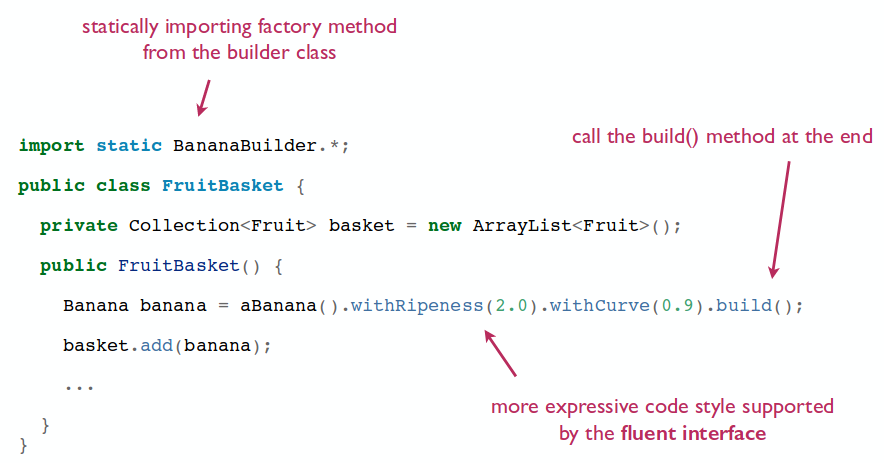 statically importing factory method
from the builder class
import static BananaBuilder.*;
call the build() method at the end
public class FruitBasket {
private Collection<Fruit> basket = new ArrayList<Fruit>();
public FruitBasket() {
Banana banana = aBanana().withRipeness(2.0).withCurve(0.9).build();
basket.add(banana);
...
more expressive code style supported
by the fluent interface
}
}